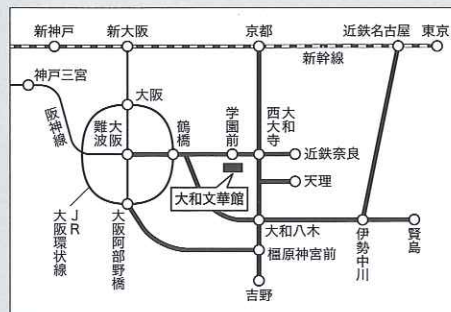 新神戸
新大阪
京都
近鉄名古屋
東京
新幹線
神戸三宮
大阪
阪神線
大阪難波
鶴橋
学園前
大和西大寺
近鉄奈良
天理
大和文華館
JR大阪環状線
大阪阿部野橋
大和八木
伊勢中川
賢島
橿原神宮前
吉野